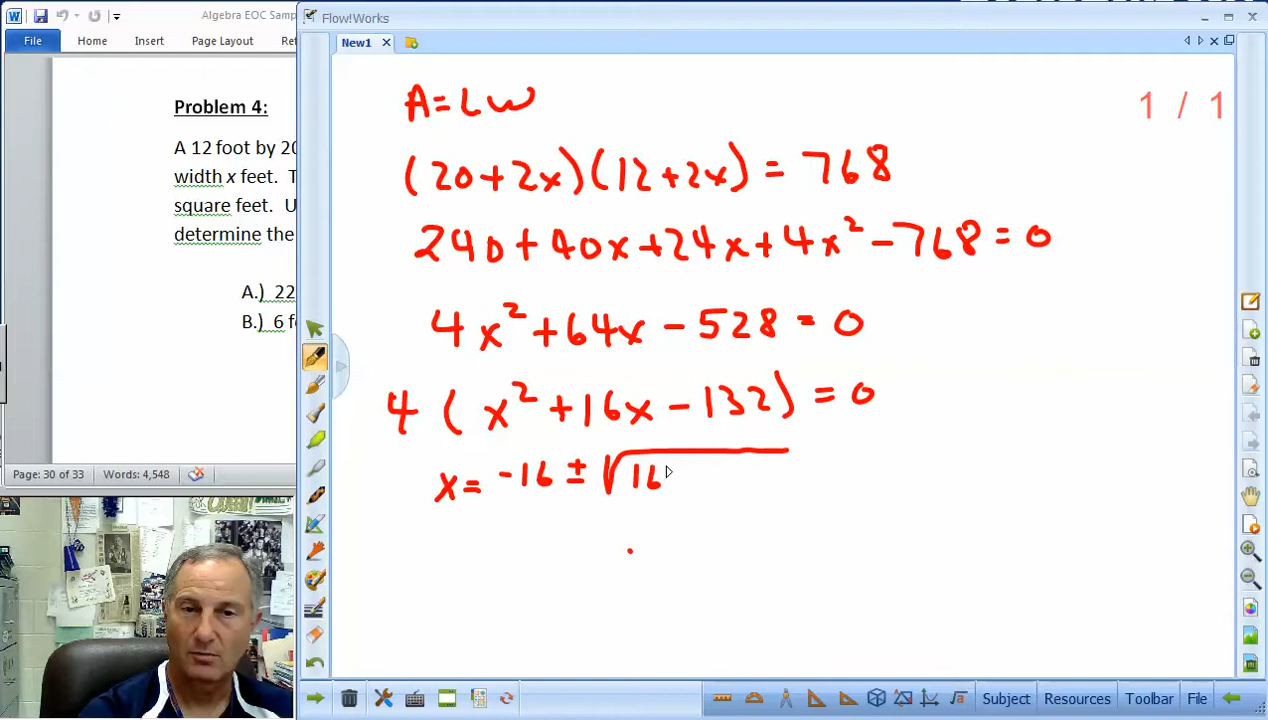 Algebra EOC Samp
Flow!Works
File
Home
Insert
Page Layout
New1
Problem 4:
A 12 foot by 20
width x feet. T
square feet. U
determine the
A.) 22
B.) 6 f
1 / 1
A = L W
(20+2x)(12+2x) = 768
240 + 40x + 24x + 4x² - 768 = 0
4x² + 64x - 528 = 0
4 ( x² + 16x - 132) = 0
x = -16 ± √16
Page: 30 of 33
Words: 4,548
Subject
Resources
Toolbar
File